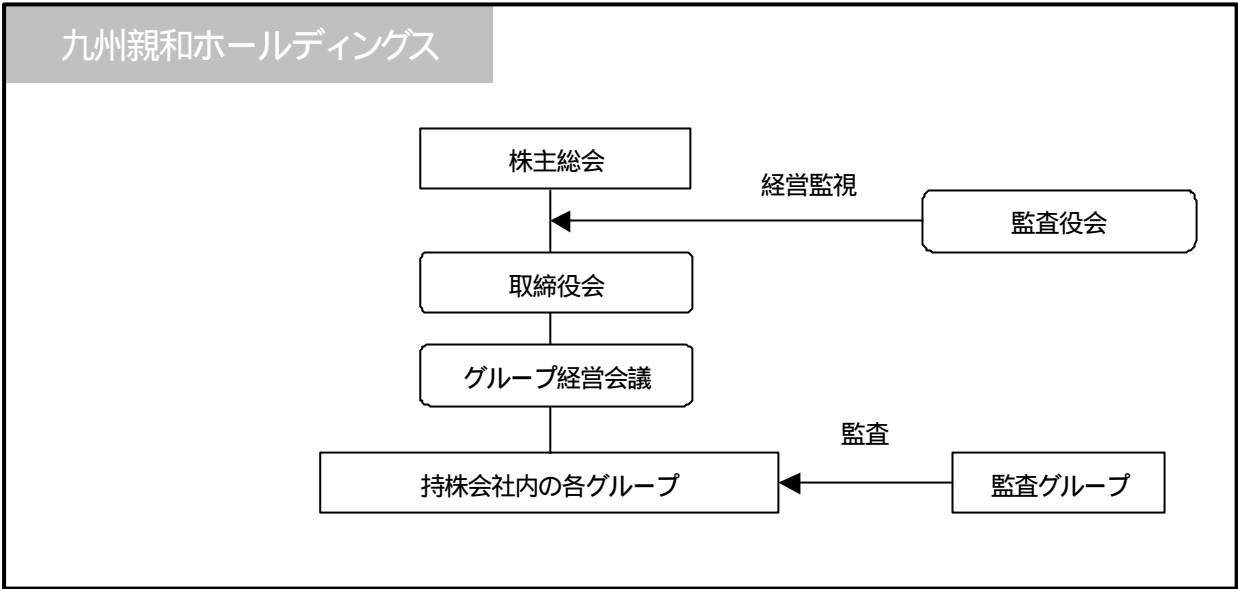 九州親和ホールディングス
株主総会
経営監視
監査役会
取締役会
グループ経営会議
監査
持株会社内の各グループ
監査グループ